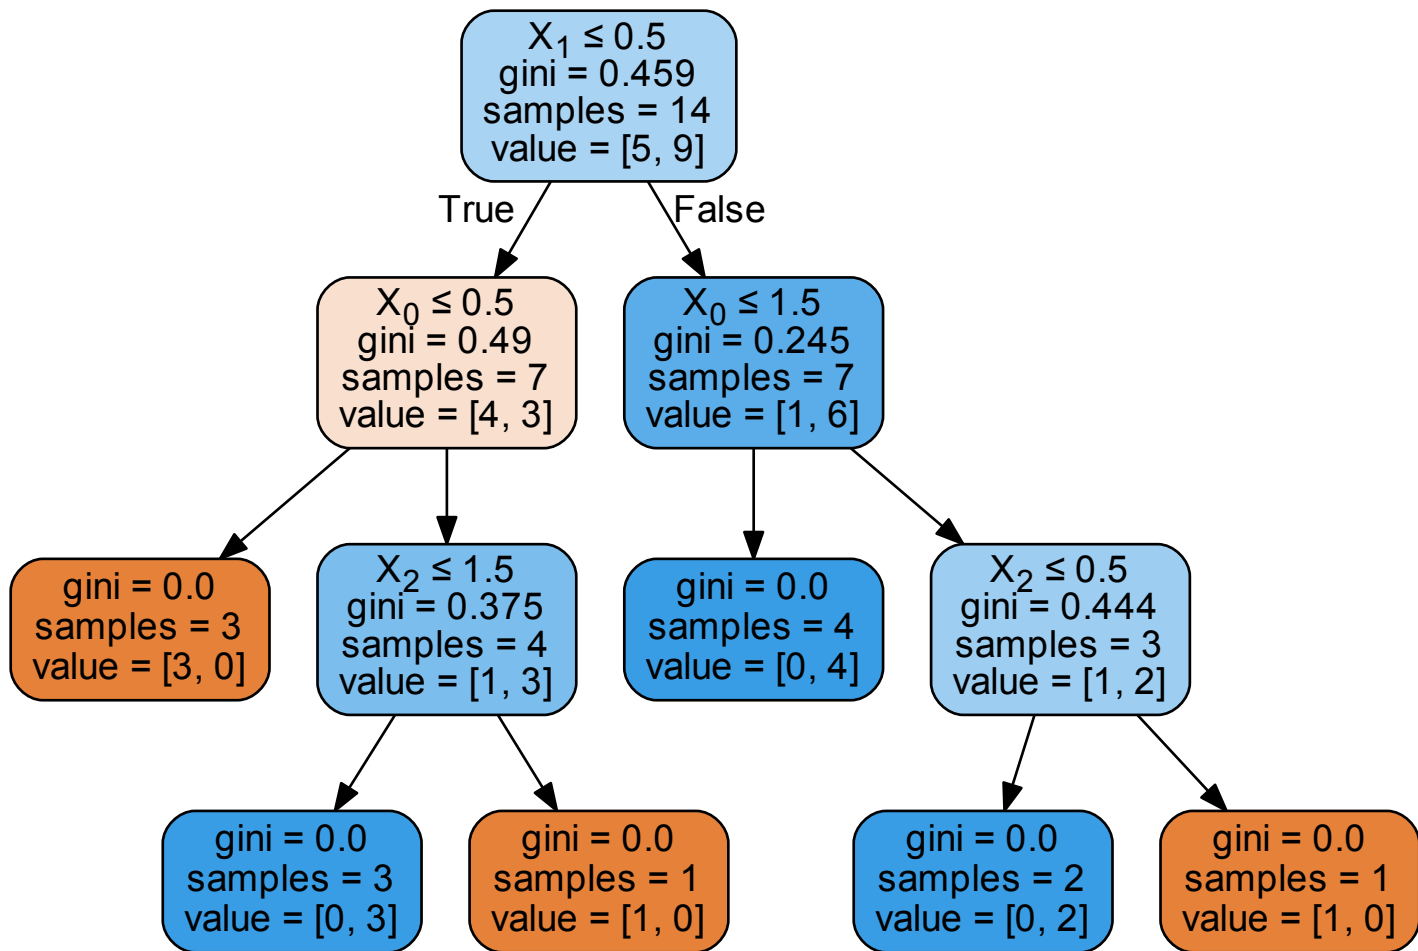 X₁ ≤ 0.5
gini = 0.459
samples = 14
value = [5, 9]
True
False
X₀ ≤ 0.5
gini = 0.49
samples = 7
value = [4, 3]
X₀ ≤ 1.5
gini = 0.245
samples = 7
value = [1, 6]
gini = 0.0
samples = 3
value = [3, 0]
X₂ ≤ 1.5
gini = 0.375
samples = 4
value = [1, 3]
gini = 0.0
samples = 4
value = [0, 4]
X₂ ≤ 0.5
gini = 0.444
samples = 3
value = [1, 2]
gini = 0.0
samples = 3
value = [0, 3]
gini = 0.0
samples = 1
value = [1, 0]
gini = 0.0
samples = 2
value = [0, 2]
gini = 0.0
samples = 1
value = [1, 0]